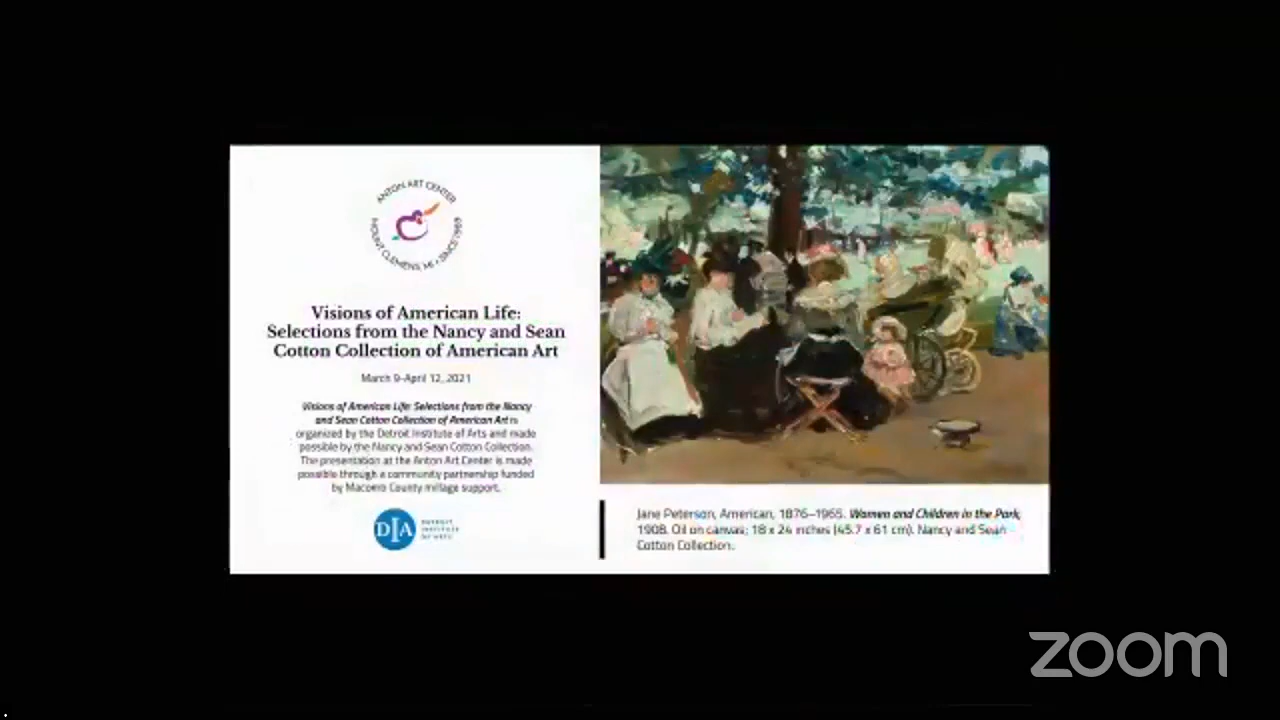 ANTON ART CENTER
MOUNT CLEMENS, MI • SINCE 1969
Visions of American Life:
Selections from the Nancy and Sean
Cotton Collection of American Art
March 9-April 12, 2021
Visions of American Life: Selections from the Nancy
and Sean Cotton Collection of American Art is
organized by the Detroit Institute of Arts and made
possible by the Nancy and Sean Cotton Collection.
The presentation at the Anton Art Center is made
possible through a community partnership funded
by Macomb County millage support.
DIA
DETROIT
INSTITUTE
OF ARTS
Jane Peterson, American, 1876–1965. Women and Children in the Park,
1908. Oil on canvas; 18 x 24 inches (45.7 x 61 cm). Nancy and Sean
Cotton Collection.
zoom